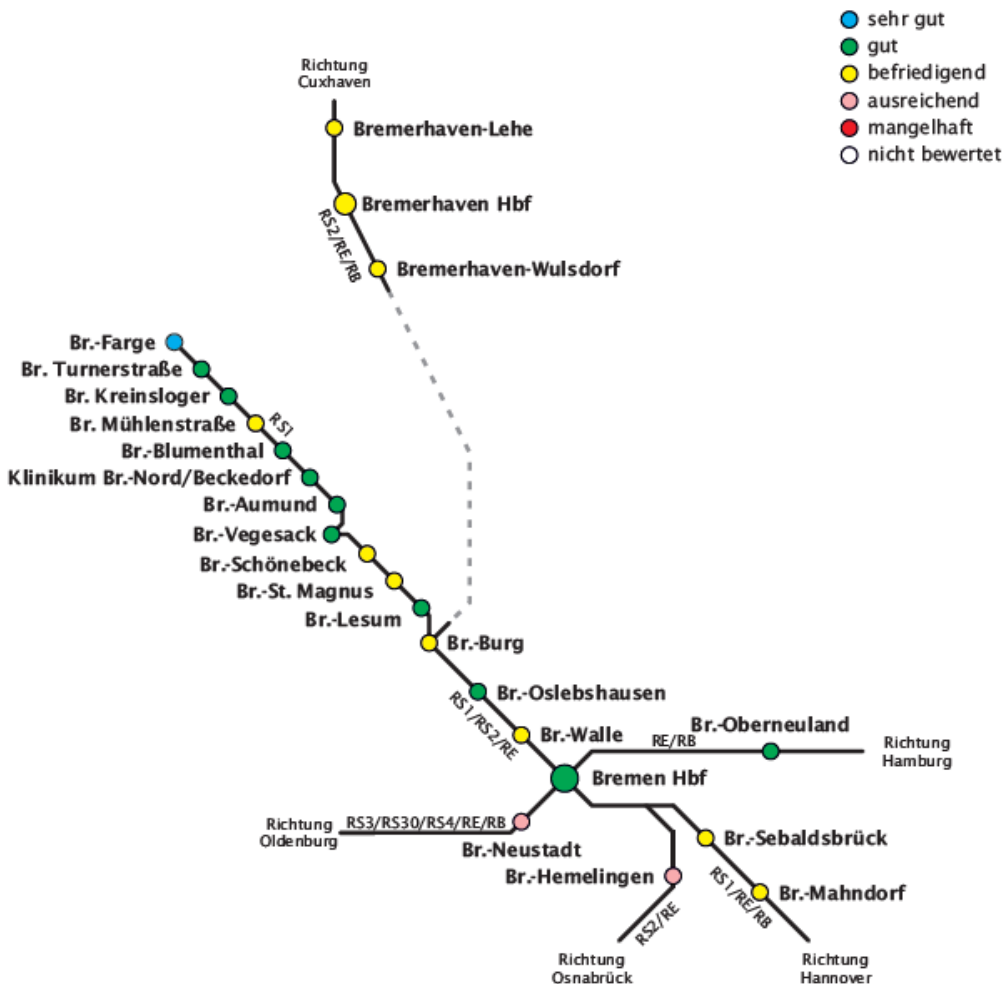 sehr gut
gut
befriedigend
ausreichend
mangelhaft
nicht bewertet
Richtung
Cuxhaven
Bremerhaven-Lehe
Bremerhaven Hbf
RS2/RE/RB
Bremerhaven-Wulsdorf
Br.-Farge
Br. Turnerstraße
Br. Kreinsloger
Br. Mühlenstraße
RS1
Br.-Blumenthal
Klinikum Br.-Nord/Beckedorf
Br.-Aumund
Br.-Vegesack
Br.-Schönebeck
Br.-St. Magnus
Br.-Lesum
Br.-Burg
Br.-Oslebshausen
RS1/RS2/RE
Br.-Walle
Br.-Oberneuland
RE/RB
Richtung
Hamburg
Bremen Hbf
Richtung
Oldenburg
RS3/RS30/RS4/RE/RB
Br.-Neustadt
Br.-Sebaldsbrück
Br.-Hemelingen
RS1/RE/RB
Br.-Mahndorf
RS2/RE
Richtung
Osnabrück
Richtung
Hannover